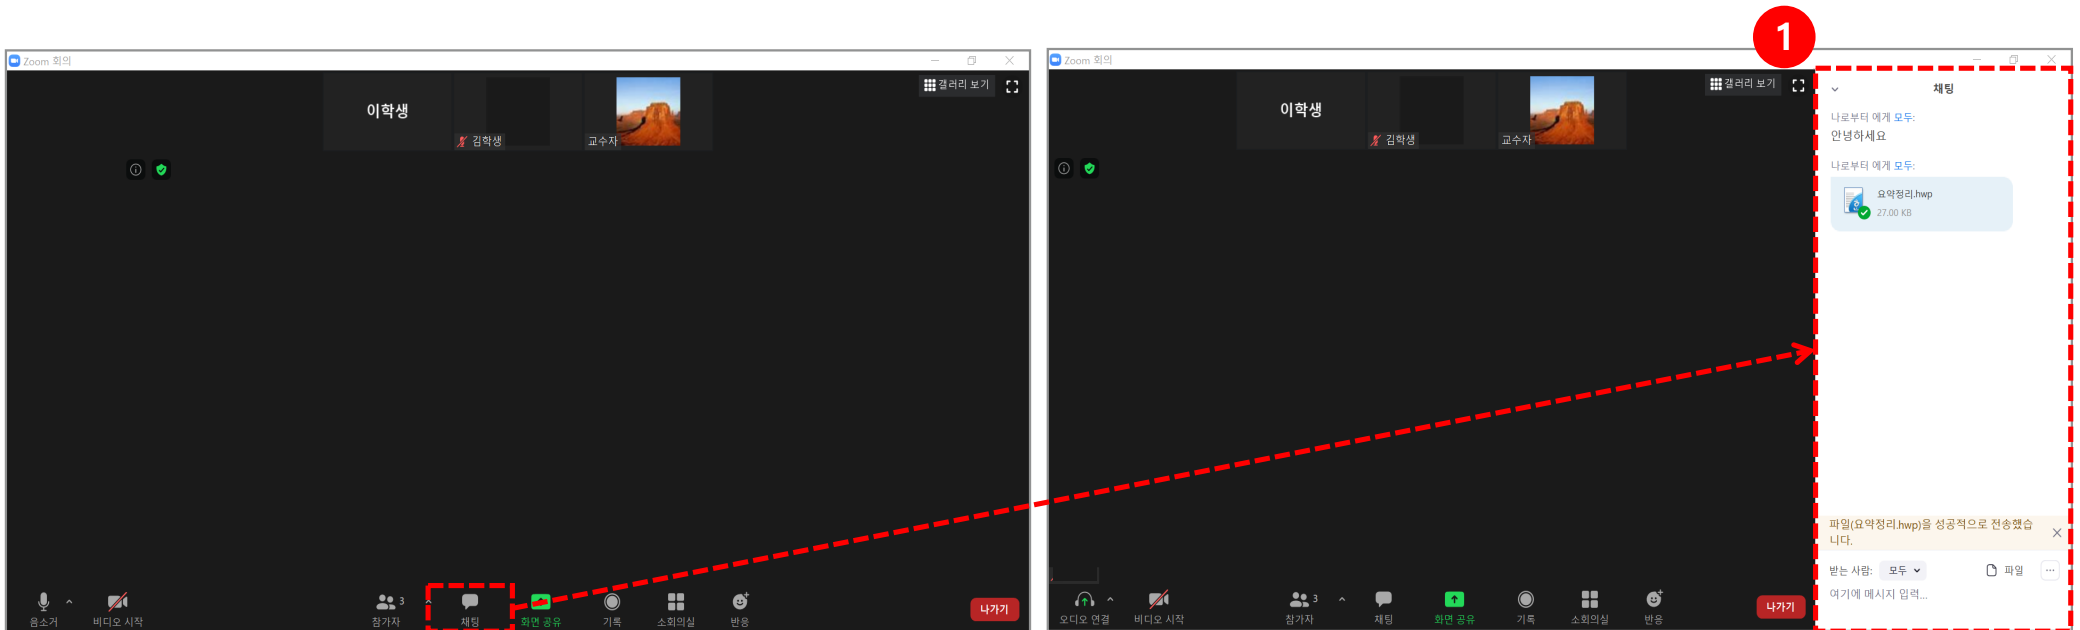 1
Zoom 회의
갤러리 보기
이학생
김학생
교수자
음소거
비디오 시작
참가자
3
채팅
화면 공유
기록
소회의실
반응
나가기
Zoom 회의
갤러리 보기
이학생
김학생
교수자
오디오 연결
비디오 시작
참가자
3
채팅
화면 공유
기록
소회의실
반응
나가기
채팅
나로부터 에게 모두:
안녕하세요
나로부터 에게 모두:
요약정리.hwp
27.00 KB
파일(요약정리.hwp)을 성공적으로 전송했습
니다.
받는 사람: 모두
파일
여기에 메시지 입력...